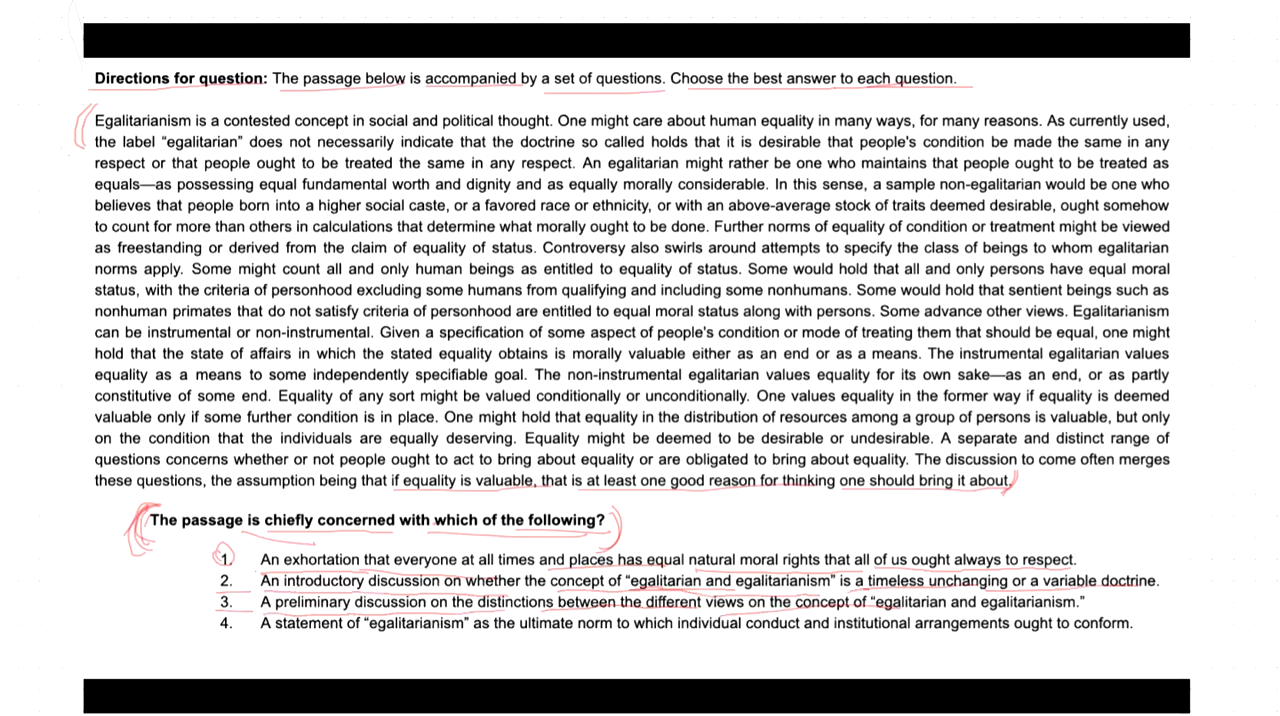 Directions for question: The passage below is accompanied by a set of questions. Choose the best answer to each question.
Egalitarianism is a contested concept in social and political thought. One might care about human equality in many ways, for many reasons. As currently used,
the label “egalitarian” does not necessarily indicate that the doctrine so called holds that it is desirable that people's condition be made the same in any
respect or that people ought to be treated the same in any respect. An egalitarian might rather be one who maintains that people ought to be treated as
equals—as possessing equal fundamental worth and dignity and as equally morally considerable. In this sense, a sample non-egalitarian would be one who
believes that people born into a higher social caste, or a favored race or ethnicity, or with an above-average stock of traits deemed desirable, ought somehow
to count for more than others in calculations that determine what morally ought to be done. Further norms of equality of condition or treatment might be viewed
as freestanding or derived from the claim of equality of status. Controversy also swirls around attempts to specify the class of beings to whom egalitarian
norms apply. Some might count all and only human beings as entitled to equality of status. Some would hold that all and only persons have equal moral
status, with the criteria of personhood excluding some humans from qualifying and including some nonhumans. Some would hold that sentient beings such as
nonhuman primates that do not satisfy criteria of personhood are entitled to equal moral status along with persons. Some advance other views. Egalitarianism
can be instrumental or non-instrumental. Given a specification of some aspect of people's condition or mode of treating them that should be equal, one might
hold that the state of affairs in which the stated equality obtains is morally valuable either as an end or as a means. The instrumental egalitarian values
equality as a means to some independently specifiable goal. The non-instrumental egalitarian values equality for its own sake—as an end, or as partly
constitutive of some end. Equality of any sort might be valued conditionally or unconditionally. One values equality in the former way if equality is deemed
valuable only if some further condition is in place. One might hold that equality in the distribution of resources among a group of persons is valuable, but only
on the condition that the individuals are equally deserving. Equality might be deemed to be desirable or undesirable. A separate and distinct range of
questions concerns whether or not people ought to act to bring about equality or are obligated to bring about equality. The discussion to come often merges
these questions, the assumption being that if equality is valuable, that is at least one good reason for thinking one should bring it about.
The passage is chiefly concerned with which of the following?
1. An exhortation that everyone at all times and places has equal natural moral rights that all of us ought always to respect.
2. An introductory discussion on whether the concept of “egalitarian and egalitarianism” is a timeless unchanging or a variable doctrine.
3. A preliminary discussion on the distinctions between the different views on the concept of “egalitarian and egalitarianism.”
4. A statement of “egalitarianism” as the ultimate norm to which individual conduct and institutional arrangements ought to conform.